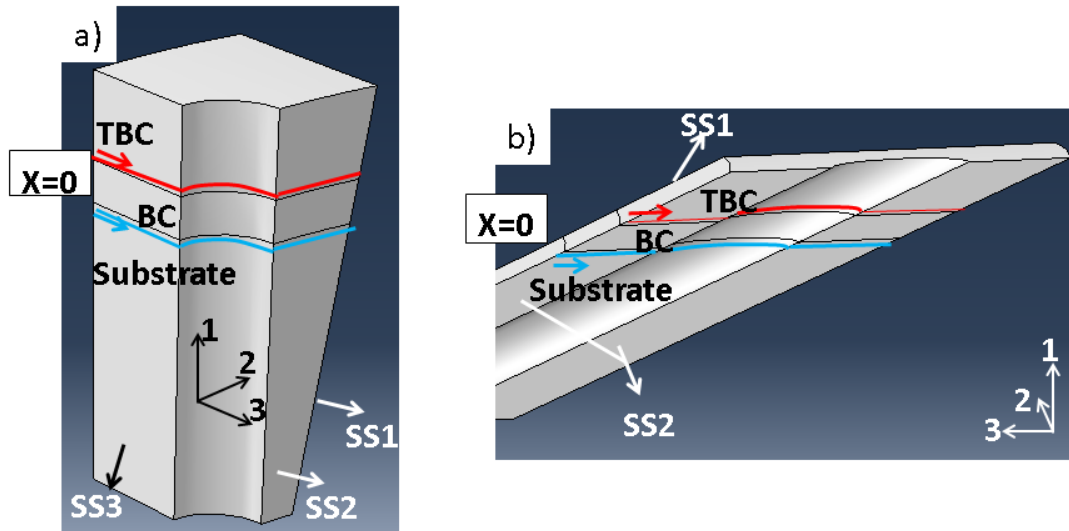 a)
TBC
X=0
BC
Substrate
1
2
3
SS1
SS2
SS3
b)
SS1
X=0
TBC
BC
Substrate
SS2
1
2
3